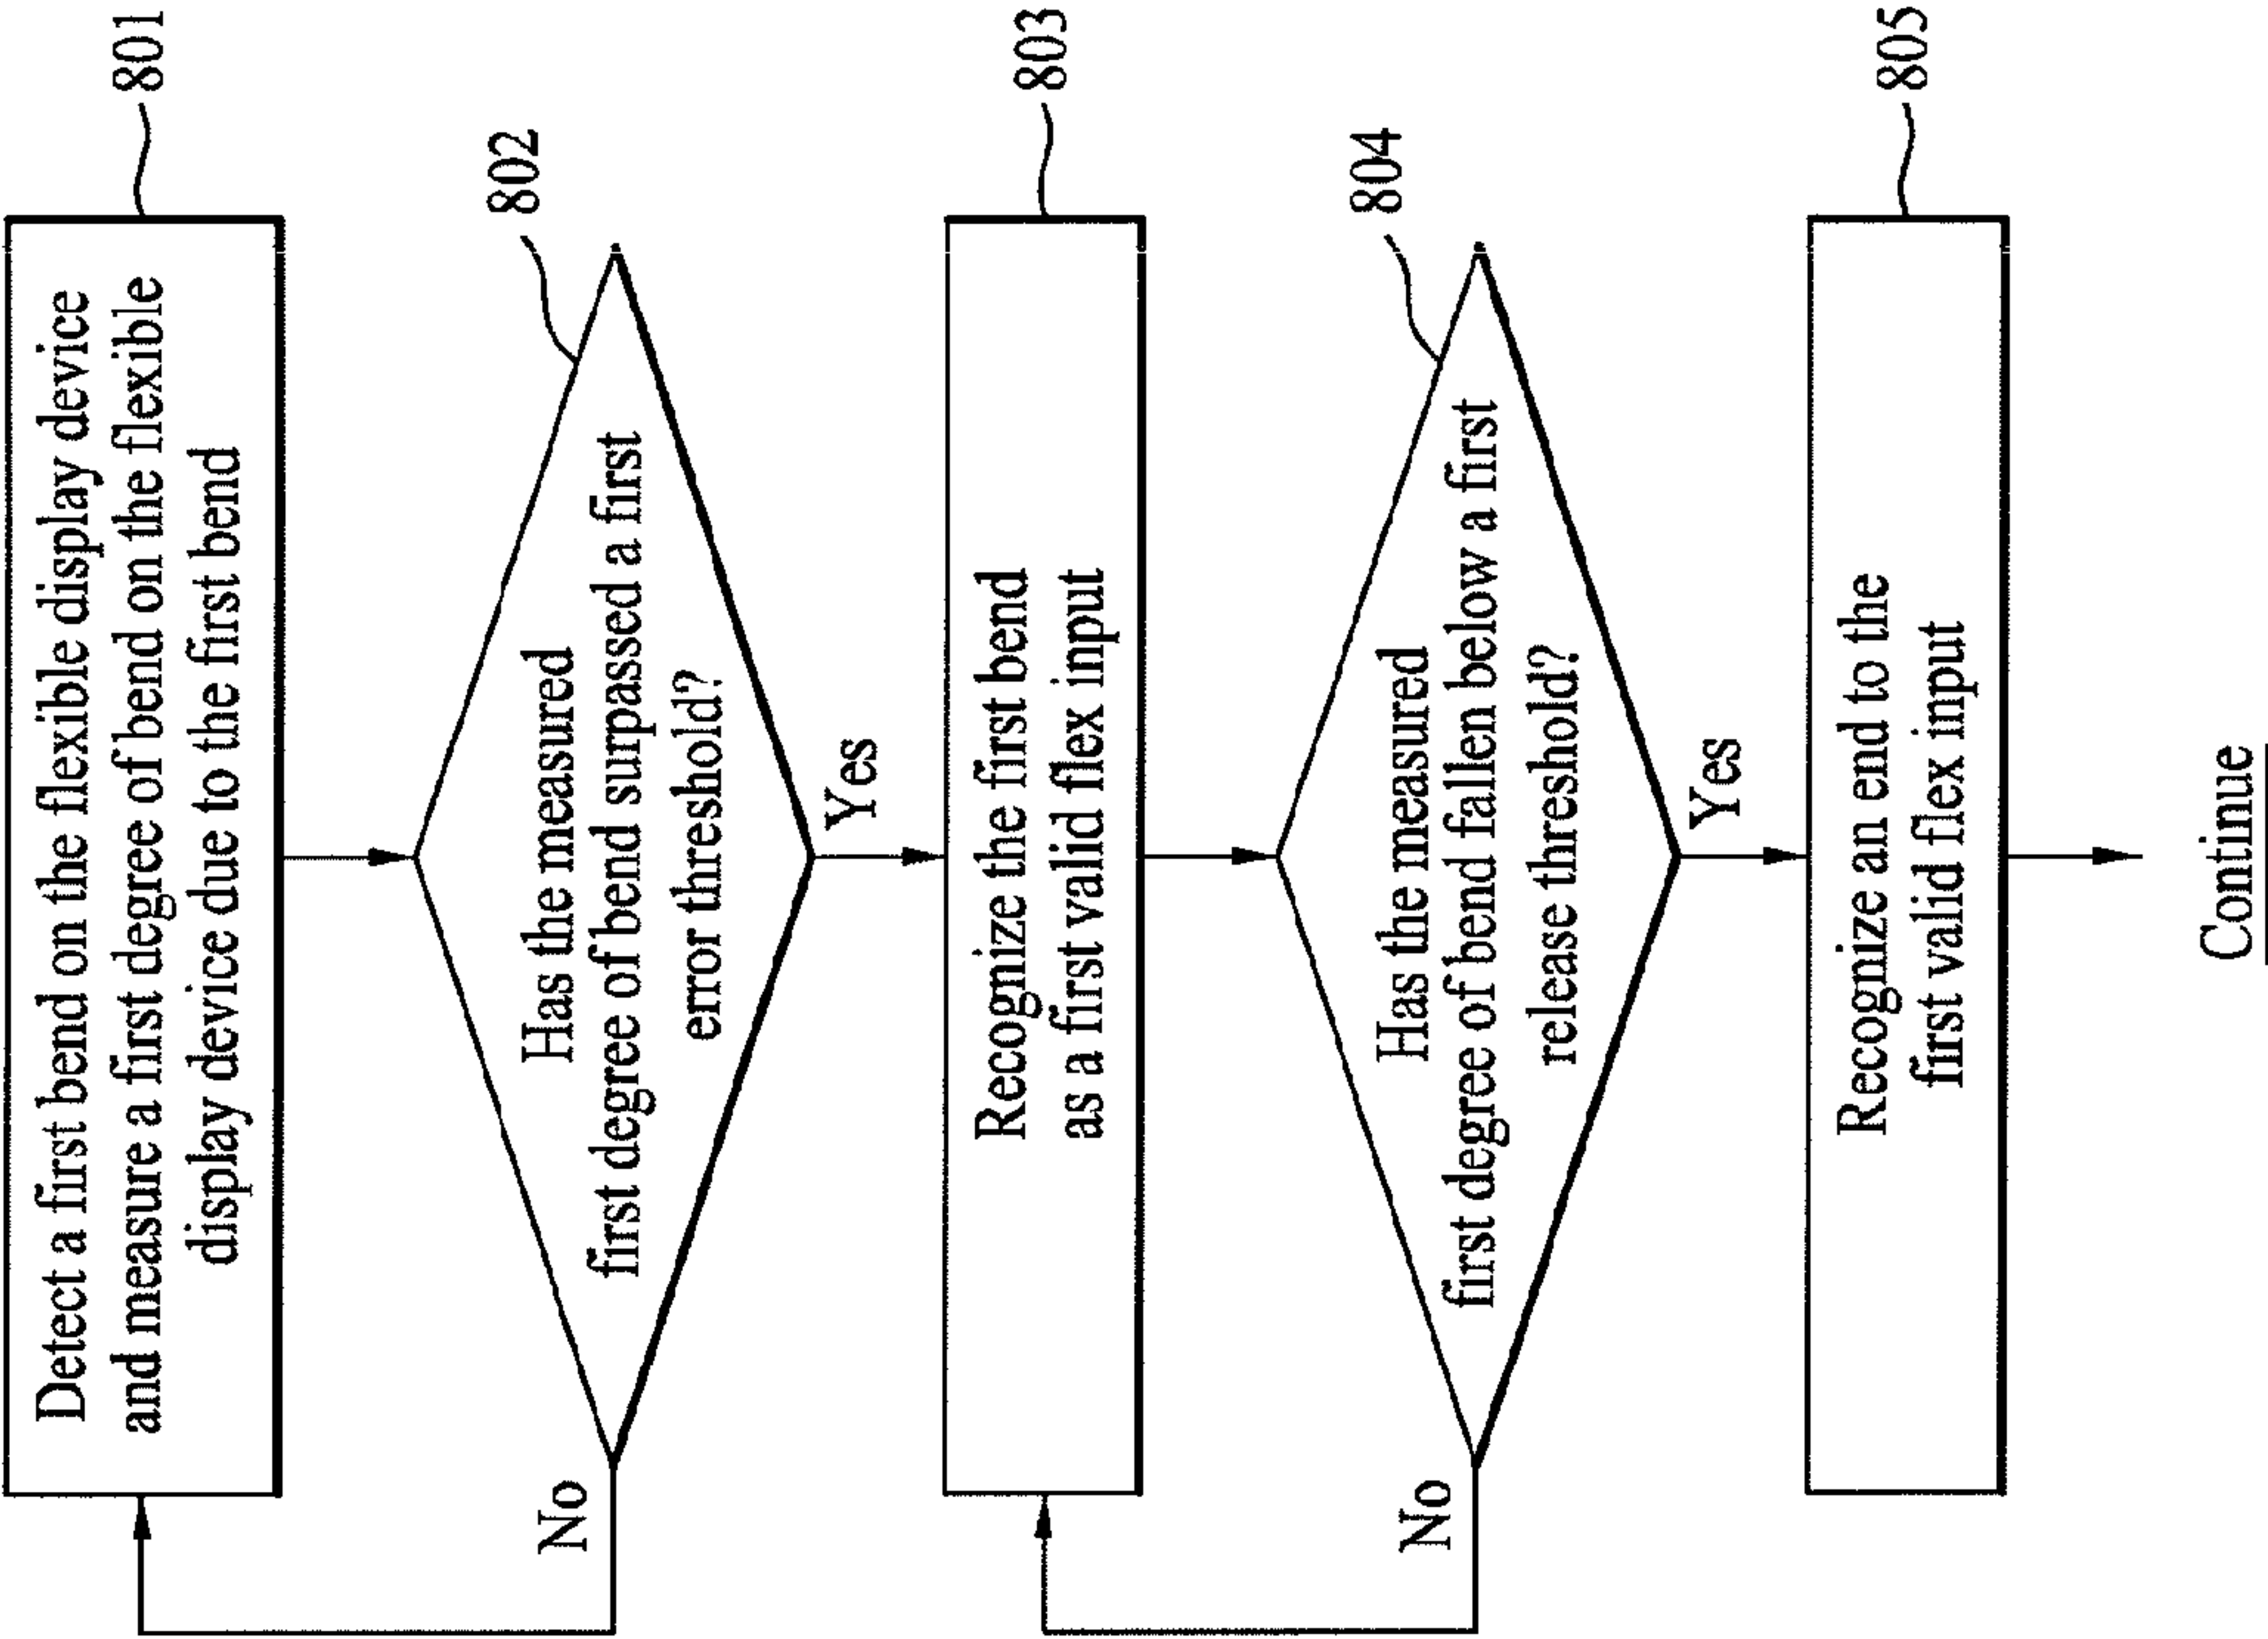 Detect a first bend on the flexible display device
and measure a first degree of bend on the flexible
display device due to the first bend
801
Has the measured
first degree of bend surpassed a first
error threshold?
802
No
Yes
Recognize the first bend
as a first valid flex input
803
Has the measured
first degree of bend fallen below a first
release threshold?
804
No
Yes
Recognize an end to the
first valid flex input
805
Continue